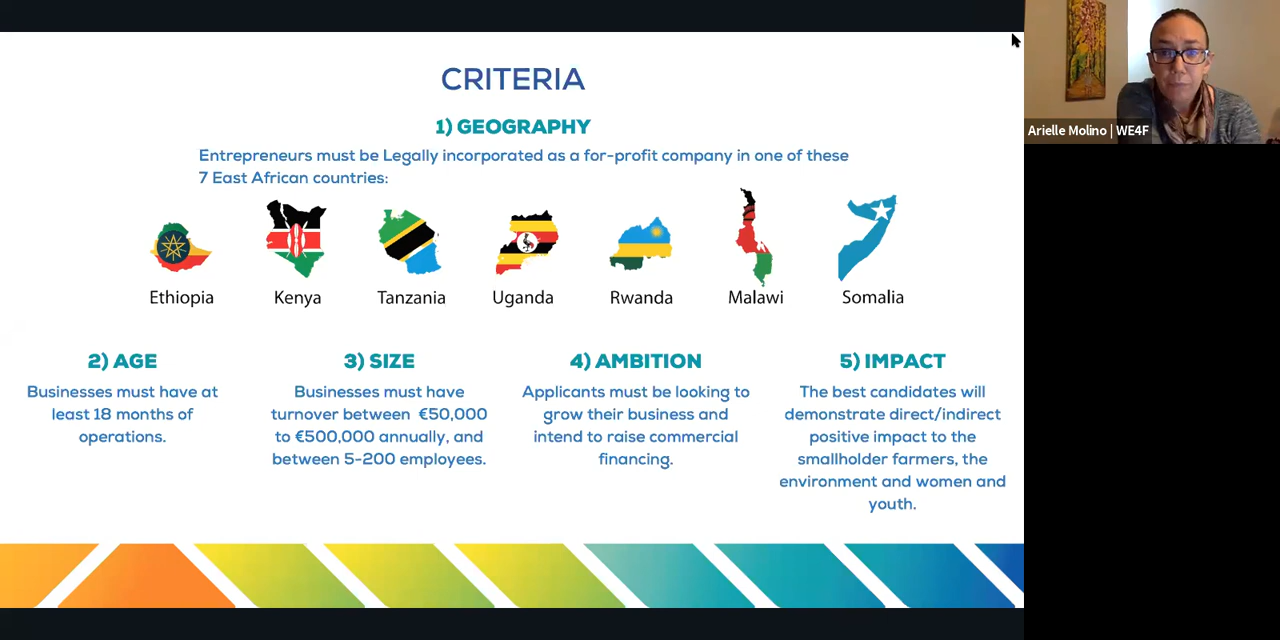 CRITERIA
1) GEOGRAPHY
Entrepreneurs must be Legally incorporated as a for-profit company in one of these
7 East African countries:
Ethiopia
Kenya
Tanzania
Uganda
Rwanda
Malawi
Somalia
2) AGE
Businesses must have at
least 18 months of
operations.
3) SIZE
Businesses must have
turnover between €50,000
to €500,000 annually, and
between 5-200 employees.
4) AMBITION
Applicants must be looking to
grow their business and
intend to raise commercial
financing.
5) IMPACT
The best candidates will
demonstrate direct/indirect
positive impact to the
smallholder farmers, the
environment and women and
youth.
Arielle Molino | WE4F